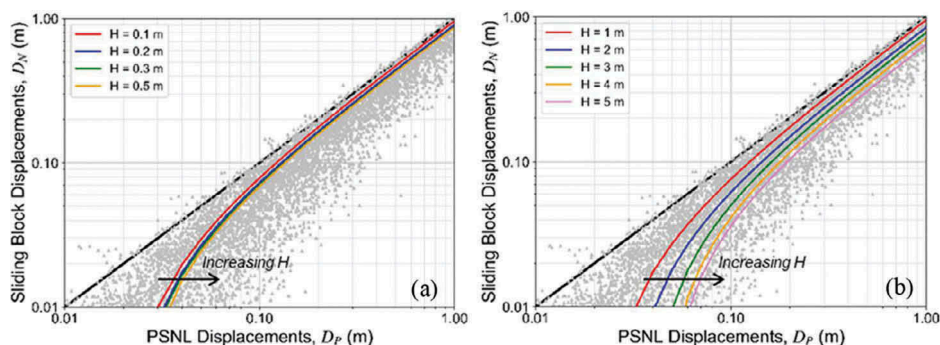 1.00
Sliding Block Displacements, D_N (m)
0.10
0.01
H = 0.1 m
H = 0.2 m
H = 0.3 m
H = 0.5 m
Increasing H
(a)
0.01
0.10
1.00
PSNL Displacements, D_P (m)
1.00
Sliding Block Displacements, D_N (m)
0.10
0.01
H = 1 m
H = 2 m
H = 3 m
H = 4 m
H = 5 m
Increasing H
(b)
0.01
0.10
1.00
PSNL Displacements, D_P (m)